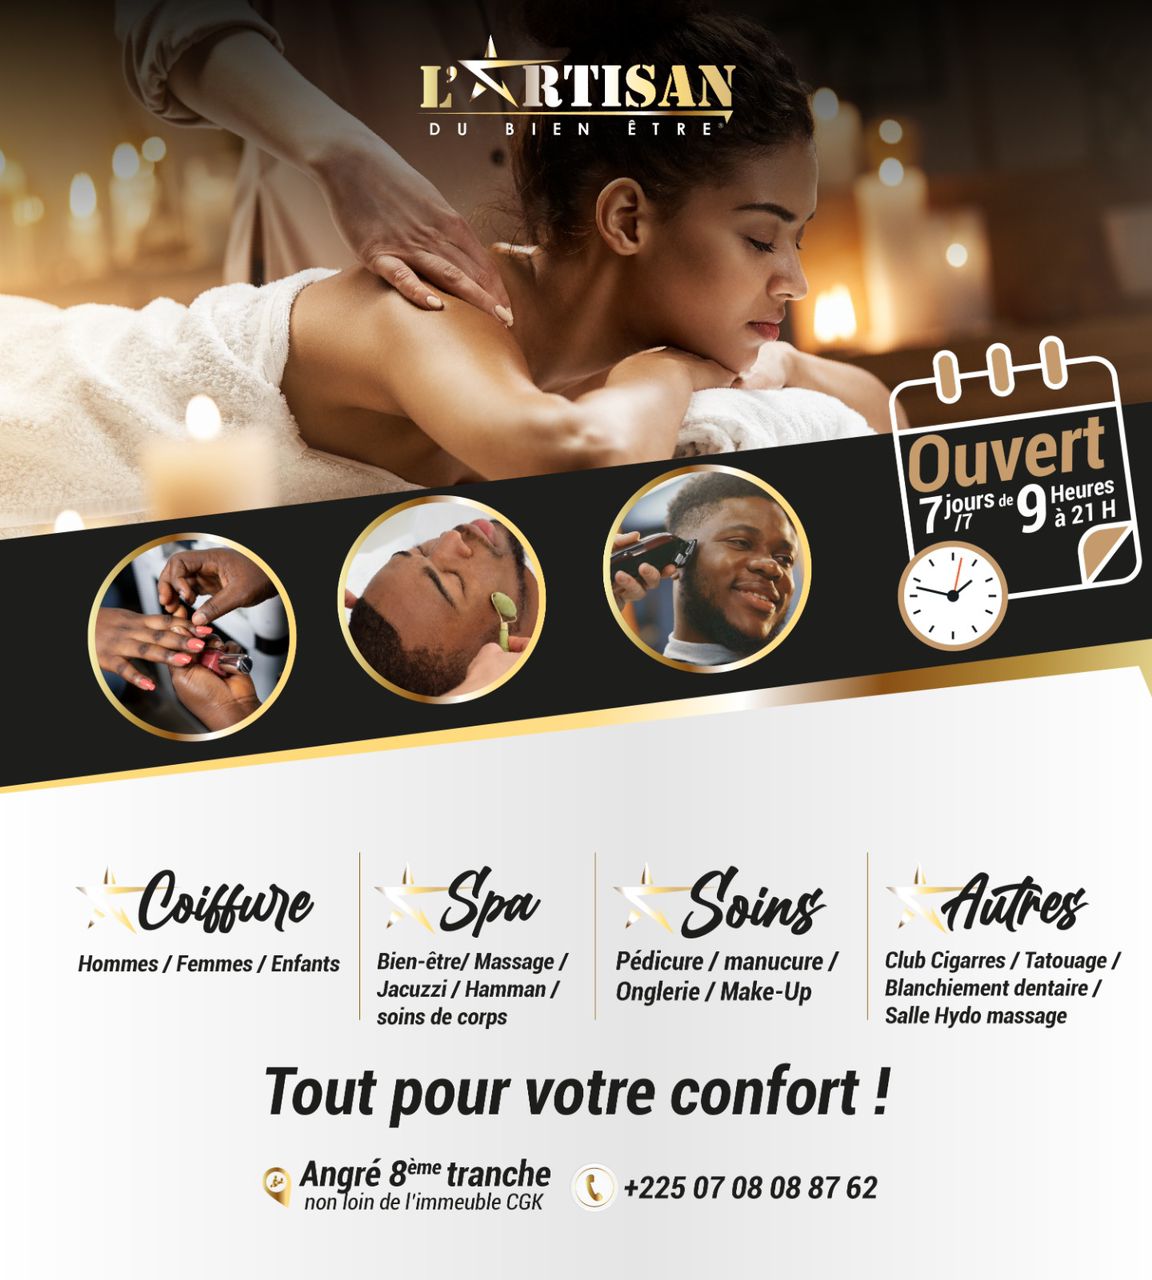 L'ARTISAN
DU BIEN ÊTRE®
Ouvert
7 jours /7 de 9 Heures à 21 H
Coiffure
Hommes / Femmes / Enfants
Spa
Bien-être/ Massage /
Jacuzzi / Hamman /
soins de corps
Soins
Pédicure / manucure /
Onglerie / Make-Up
Autres
Club Cigarres / Tatouage /
Blanchiement dentaire /
Salle Hydo massage
Tout pour votre confort !
Angré 8ème tranche
non loin de l'immeuble CGK
+225 07 08 08 87 62